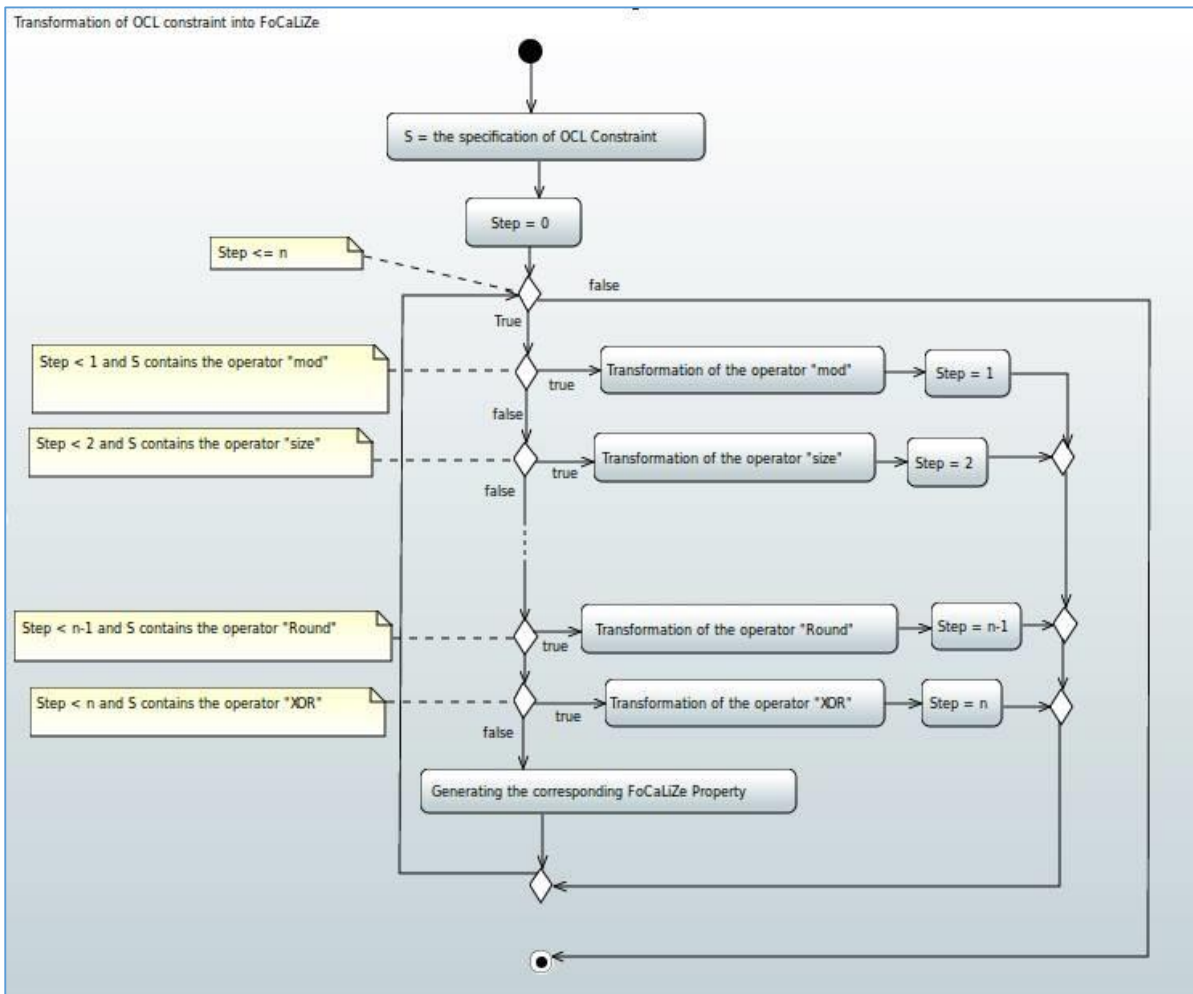 Transformation of OCL constraint into FoCaLiZe
S = the specification of OCL Constraint
Step = 0
Step <= n
false
True
Step < 1 and S contains the operator "mod"
Transformation of the operator "mod"
Step = 1
true
false
Step < 2 and S contains the operator "size"
Transformation of the operator "size"
Step = 2
true
false
Step < n-1 and S contains the operator "Round"
Transformation of the operator "Round"
Step = n-1
true
Step < n and S contains the operator "XOR"
Transformation of the operator "XOR"
Step = n
true
false
Generating the corresponding FoCaLiZe Property